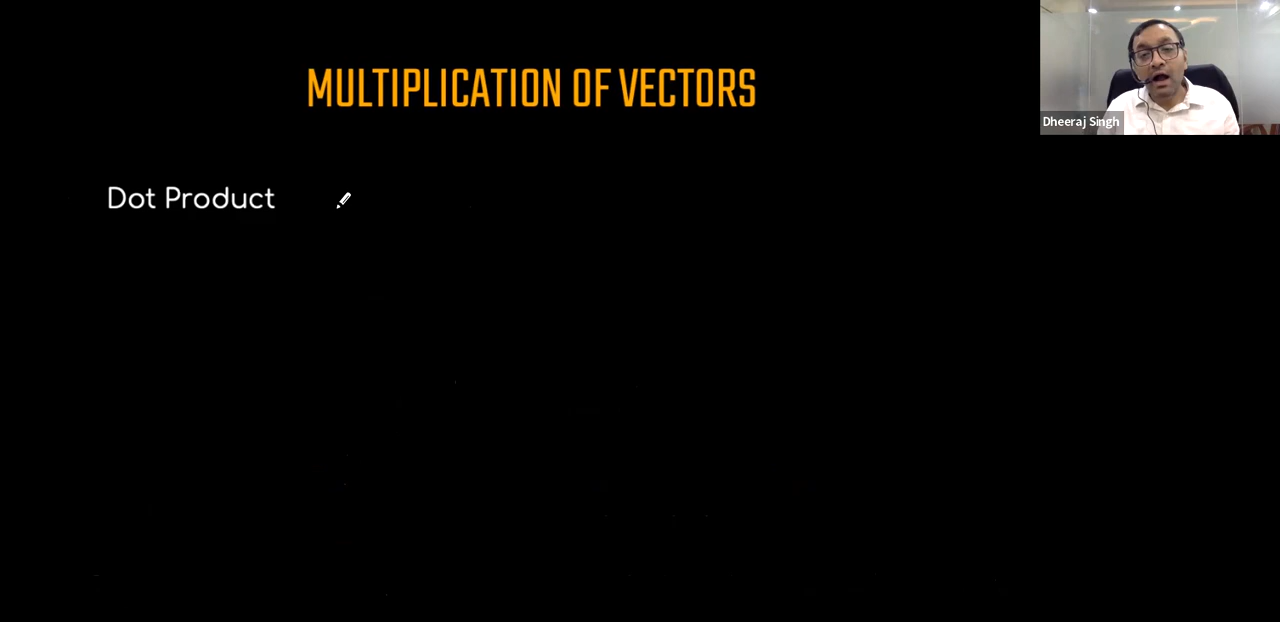 MULTIPLICATION OF VECTORS
Dheeraj Singh
Dot Product